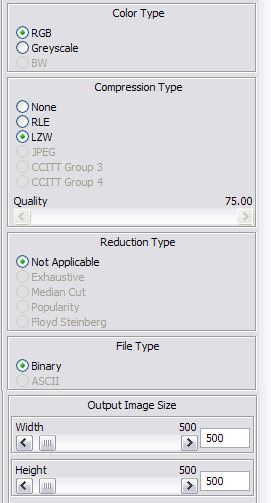 Color Type
RGB
Greyscale
BW
Compression Type
None
RLE
LZW
JPEG
CCITT Group 3
CCITT Group 4
Quality 75.00
Reduction Type
Not Applicable
Exhaustive
Median Cut
Popularity
Floyd Steinberg
File Type
Binary
ASCII
Output Image Size
Width 500
500
Height 500
500